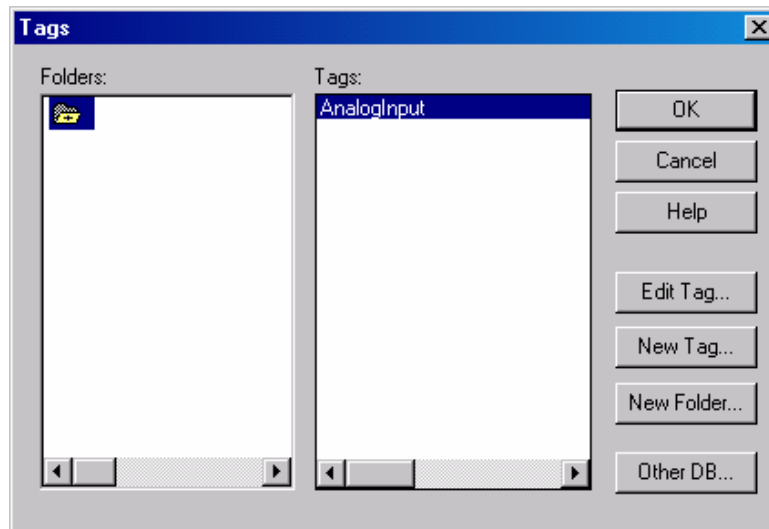 Tags
Folders:
Tags:
AnalogInput
OK
Cancel
Help
Edit Tag...
New Tag...
New Folder...
Other DB...